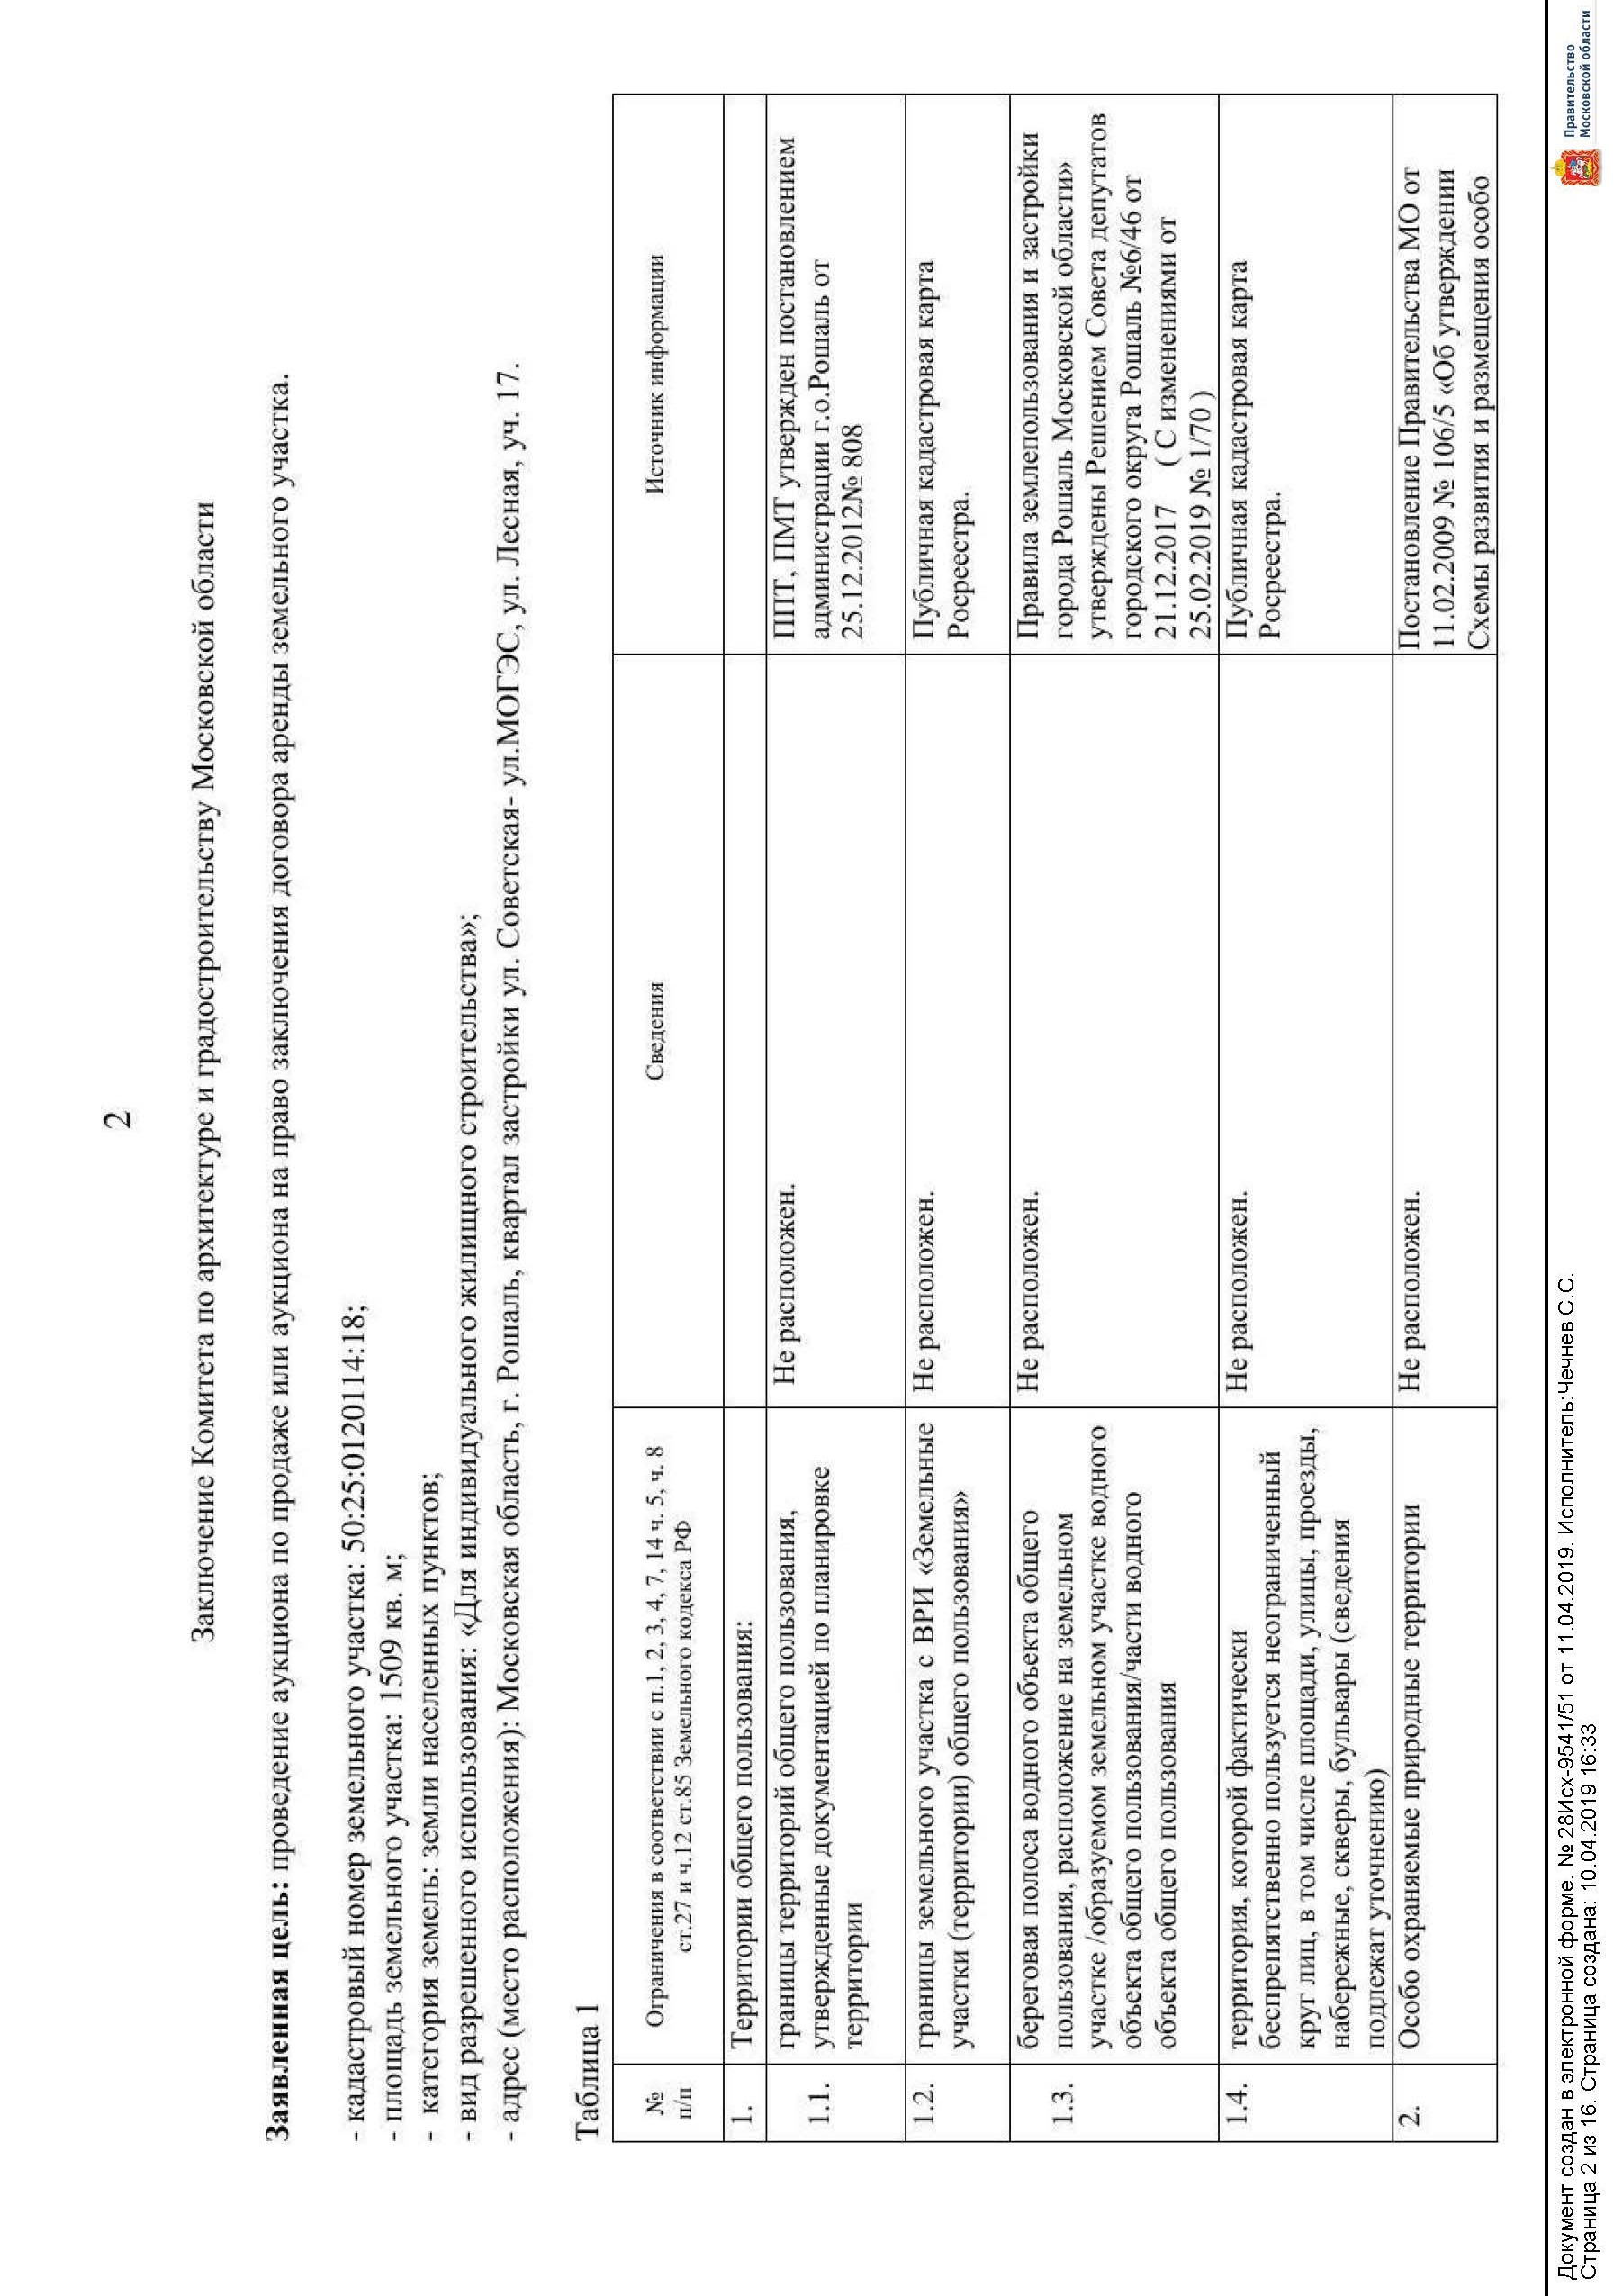 2
Заключение Комитета по архитектуре и градостроительству Московской области
Заявленная цель: проведение аукциона по продаже или аукциона на право заключения договора аренды земельного участка.
- кадастровый номер земельного участка: 50:25:0120114:18;
- площадь земельного участка: 1509 кв. м;
- категория земель: земли населенных пунктов;
- вид разрешенного использования: «Для индивидуального жилищного строительства»;
- адрес (место расположения): Московская область, г. Рошаль, квартал застройки ул. Советская- ул.МОГЭС, ул. Лесная, уч. 17.
Таблица 1
№
п/п
Ограничения в соответствии с п.1, 2, 3, 4, 7, 14 ч. 5, ч. 8
ст.27 и ч.12 ст.85 Земельного кодекса РФ
Сведения
Источник информации
1.
Территории общего пользования:
1.1.
границы территорий общего пользования,
утвержденные документацией по планировке
территории
Не расположен.
ППТ, ПМТ утвержден постановлением
администрации г.о.Рошаль от
25.12.2012№ 808
1.2.
границы земельного участка с ВРИ «Земельные
участки (территории) общего пользования»
Не расположен.
Публичная кадастровая карта
Росреестра.
1.3.
береговая полоса водного объекта общего
пользования, расположение на земельном
участке /образуемом земельном участке водного
объекта общего пользования/части водного
объекта общего пользования
Не расположен.
Правила землепользования и застройки
города Рошаль Московской области»
утверждены Решением Совета депутатов
городского округа Рошаль №6/46 от
21.12.2017 ( С изменениями от
25.02.2019 № 1/70 )
1.4.
территория, которой фактически
беспрепятственно пользуется неограниченный
круг лиц, в том числе площади, улицы, проезды,
набережные, скверы, бульвары (сведения
подлежат уточнению)
Не расположен.
Публичная кадастровая карта
Росреестра.
2.
Особо охраняемые природные территории
Не расположен.
Постановление Правительства МО от
11.02.2009 № 106/5 «Об утверждении
Схемы развития и размещения особо
Документ создан в электронной форме. № 28Исх-9541/51 от 11.04.2019. Исполнитель:Чечнев С.С.
Страница 2 из 16. Страница создана: 10.04.2019 16:33
Правительство
Московской области